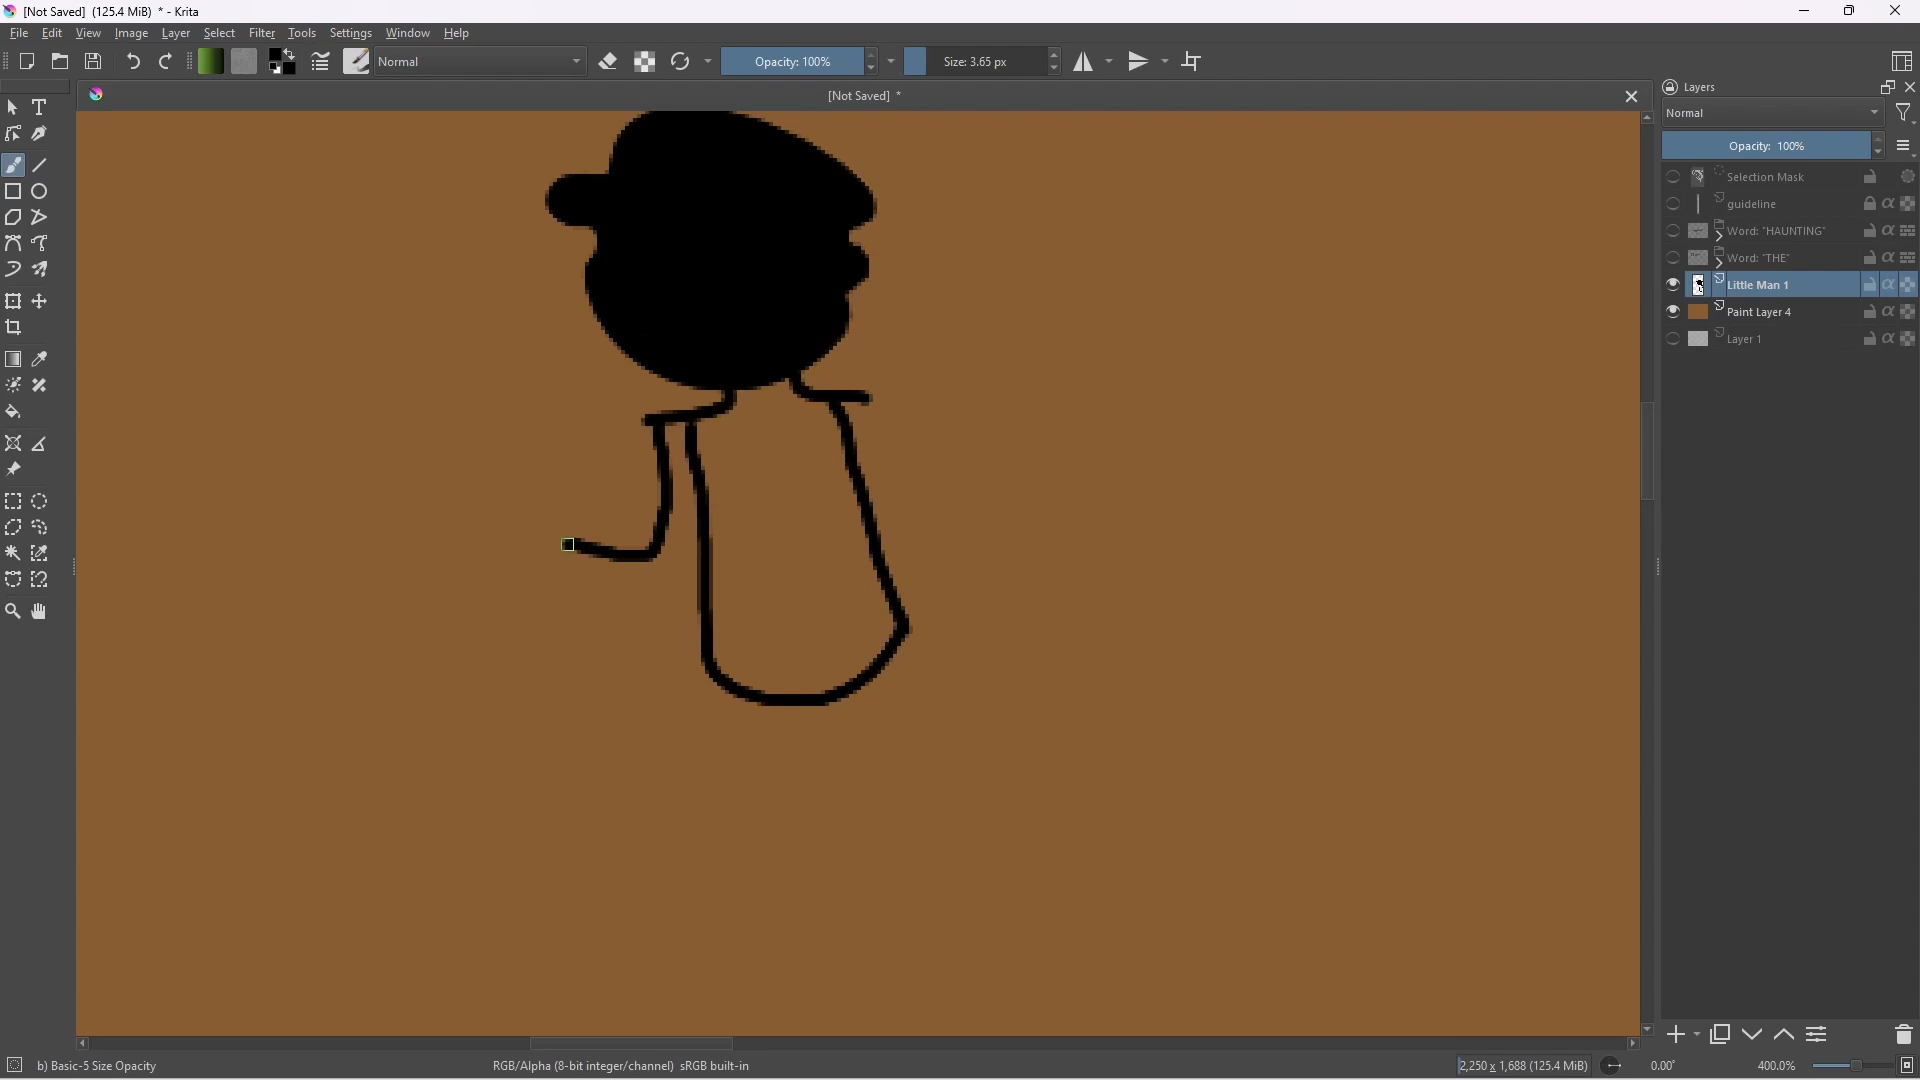 [Not Saved] (125.4 MiB) * - Krita
File Edit View Image Layer Select Filter Tools Settings Window Help
Normal
Opacity: 100%
Size: 3.65 px
[Not Saved] *
Layers
Normal
Opacity: 100%
Selection Mask
guideline
Word: "HAUNTING"
Word: "THE"
Little Man 1
Paint Layer 4
Layer 1
b) Basic-5 Size Opacity
RGB/Alpha (8-bit integer/channel) sRGB built-in
2,250 x 1,688 (125.4 MiB)
0.00°
400.0%